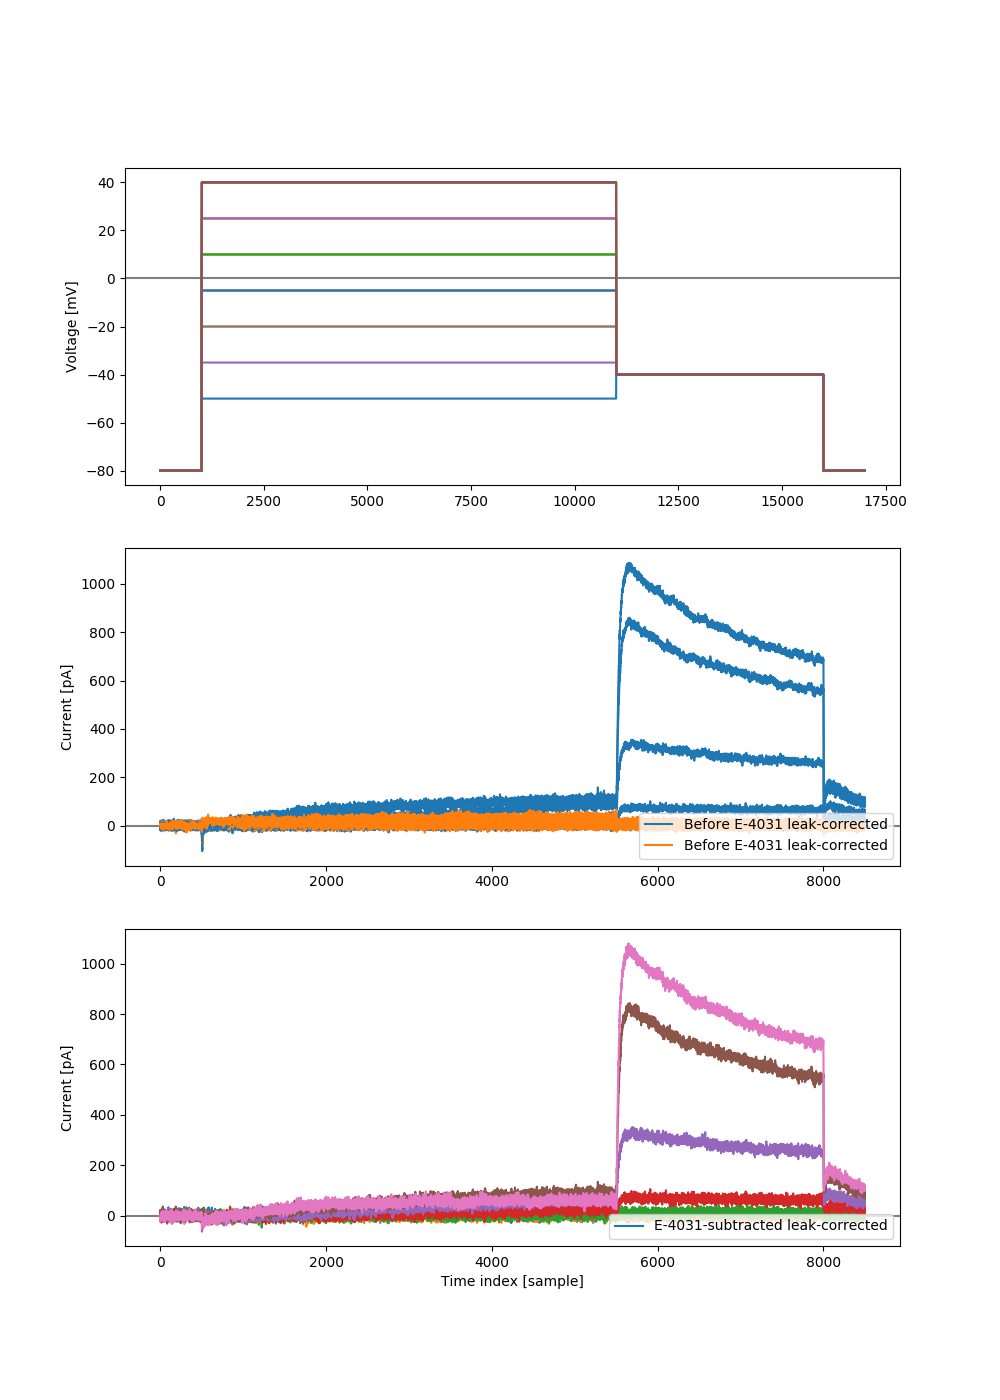 40
20
0
−20
−40
−60
−80
Voltage [mV]
0 2500 5000 7500 10000 12500 15000 17500
1000
800
600
400
200
0
Current [pA]
Before E-4031 leak-corrected
Before E-4031 leak-corrected
0 2000 4000 6000 8000
1000
800
600
400
200
0
Current [pA]
E-4031-subtracted leak-corrected
0 2000 4000 6000 8000
Time index [sample]